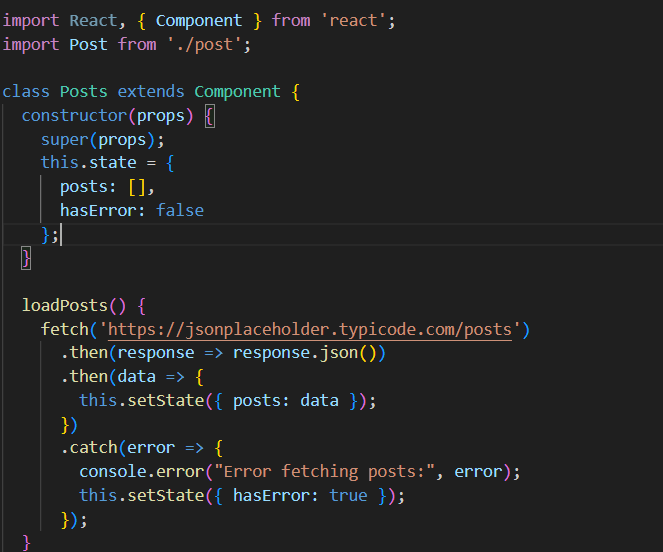 import React, { Component } from 'react';
import Post from './post';
class Posts extends Component {
constructor(props) {
super(props);
this.state = {
posts: [],
hasError: false
};
}
loadPosts() {
fetch('https://jsonplaceholder.typicode.com/posts')
.then(response => response.json())
.then(data => {
this.setState({ posts: data });
})
.catch(error => {
console.error("Error fetching posts:", error);
this.setState({ hasError: true });
});
}